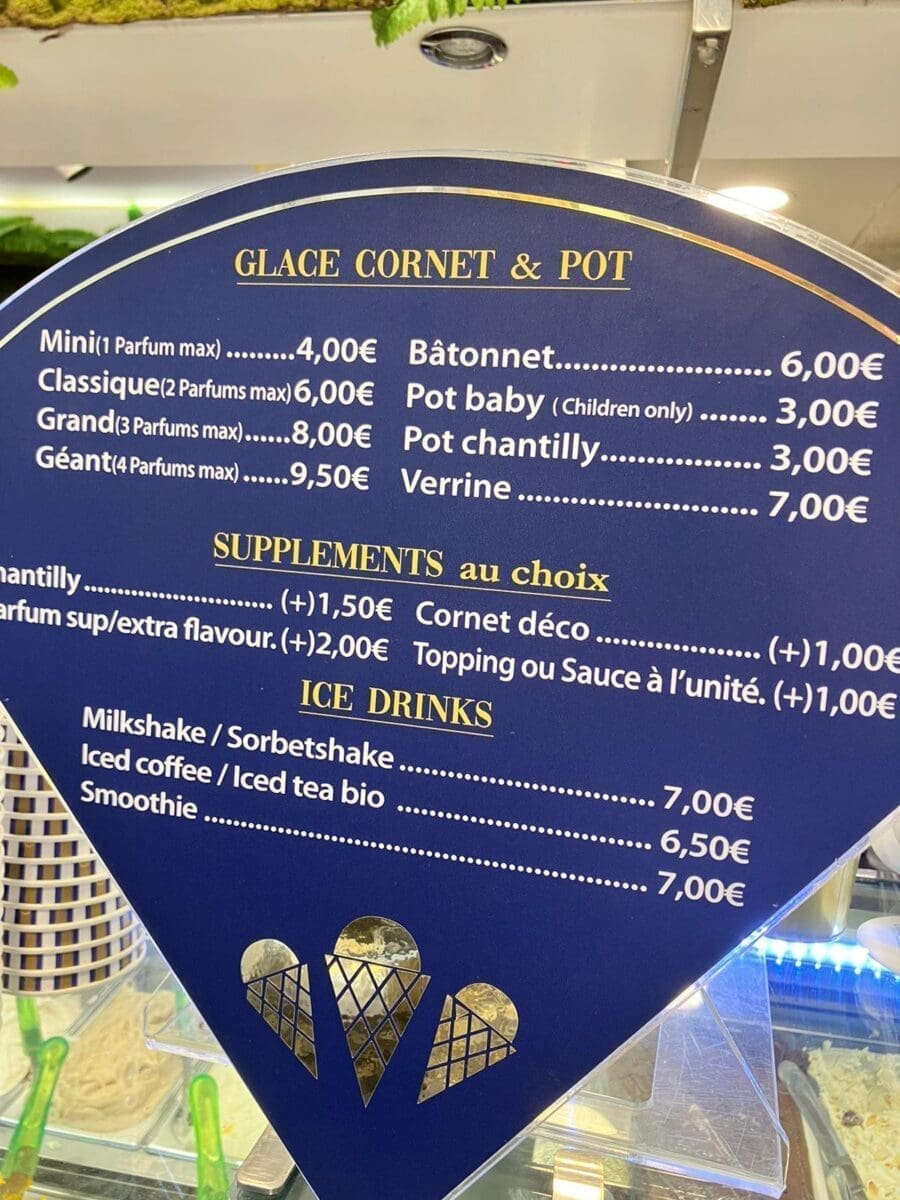 GLACE CORNET & POT
Mini(1 Parfum max).........4,00€
Classique(2 Parfums max)6,00€
Grand(3 Parfums max)......8,00€
Géant(4 Parfums max)......9,50€
Bâtonnet....................... 6,00€
Pot baby (Children only)....... 3,00€
Pot chantilly................. 3,00€
Verrine ......................... 7,00€
SUPPLEMENTS au choix
hantilly........................... (+)1,50€
arfum sup/extra flavour.(+)2,00€
Cornet déco .................. (+)1,00€
Topping ou Sauce à l'unité. (+)1,00€
ICE DRINKS
Milkshake / Sorbetshake ............................ 7,00€
Iced coffee / Iced tea bio ............................ 6,50€
Smoothie .................................................. 7,00€